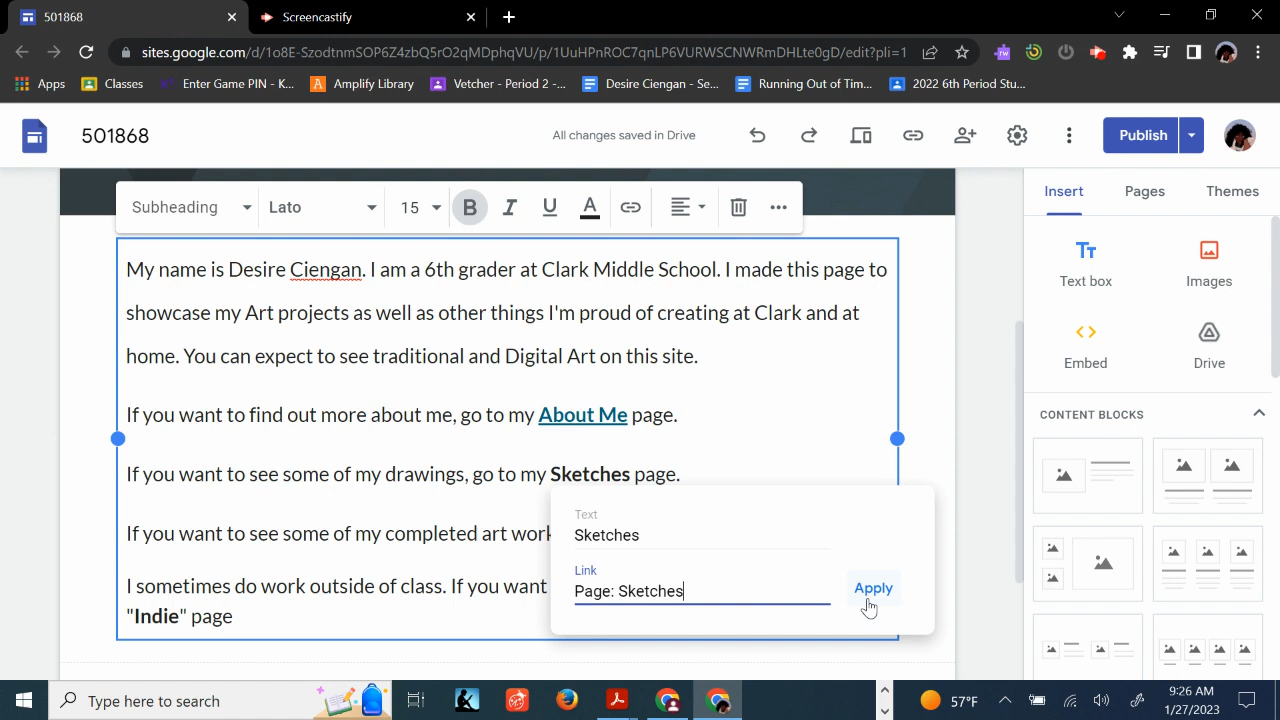 501868
Screencastify
sites.google.com/d/1o8E-SzodtnmSOP6Z4zbQ5rO2qMDphqVU/p/1UuHPnROC7qnLP6VURWSCNWRmDHLte0gD/edit?pli=1
Apps
Classes
Enter Game PIN - K...
Amplify Library
Vetcher - Period 2 -...
Desire Ciengan - Se...
Running Out of Tim...
2022 6th Period Stu...
501868
All changes saved in Drive
Publish
Subheading
Lato
15
B
I
U
A
Insert
Pages
Themes
My name is Desire Ciengan. I am a 6th grader at Clark Middle School. I made this page to
showcase my Art projects as well as other things I'm proud of creating at Clark and at
home. You can expect to see traditional and Digital Art on this site.
If you want to find out more about me, go to my About Me page.
If you want to see some of my drawings, go to my Sketches page.
If you want to see some of my completed art work
I sometimes do work outside of class. If you want
"Indie" page
Text
Sketches
Link
Page: Sketches
Apply
Text box
Images
Embed
Drive
CONTENT BLOCKS
Type here to search
57°F
9:26 AM
1/27/2023